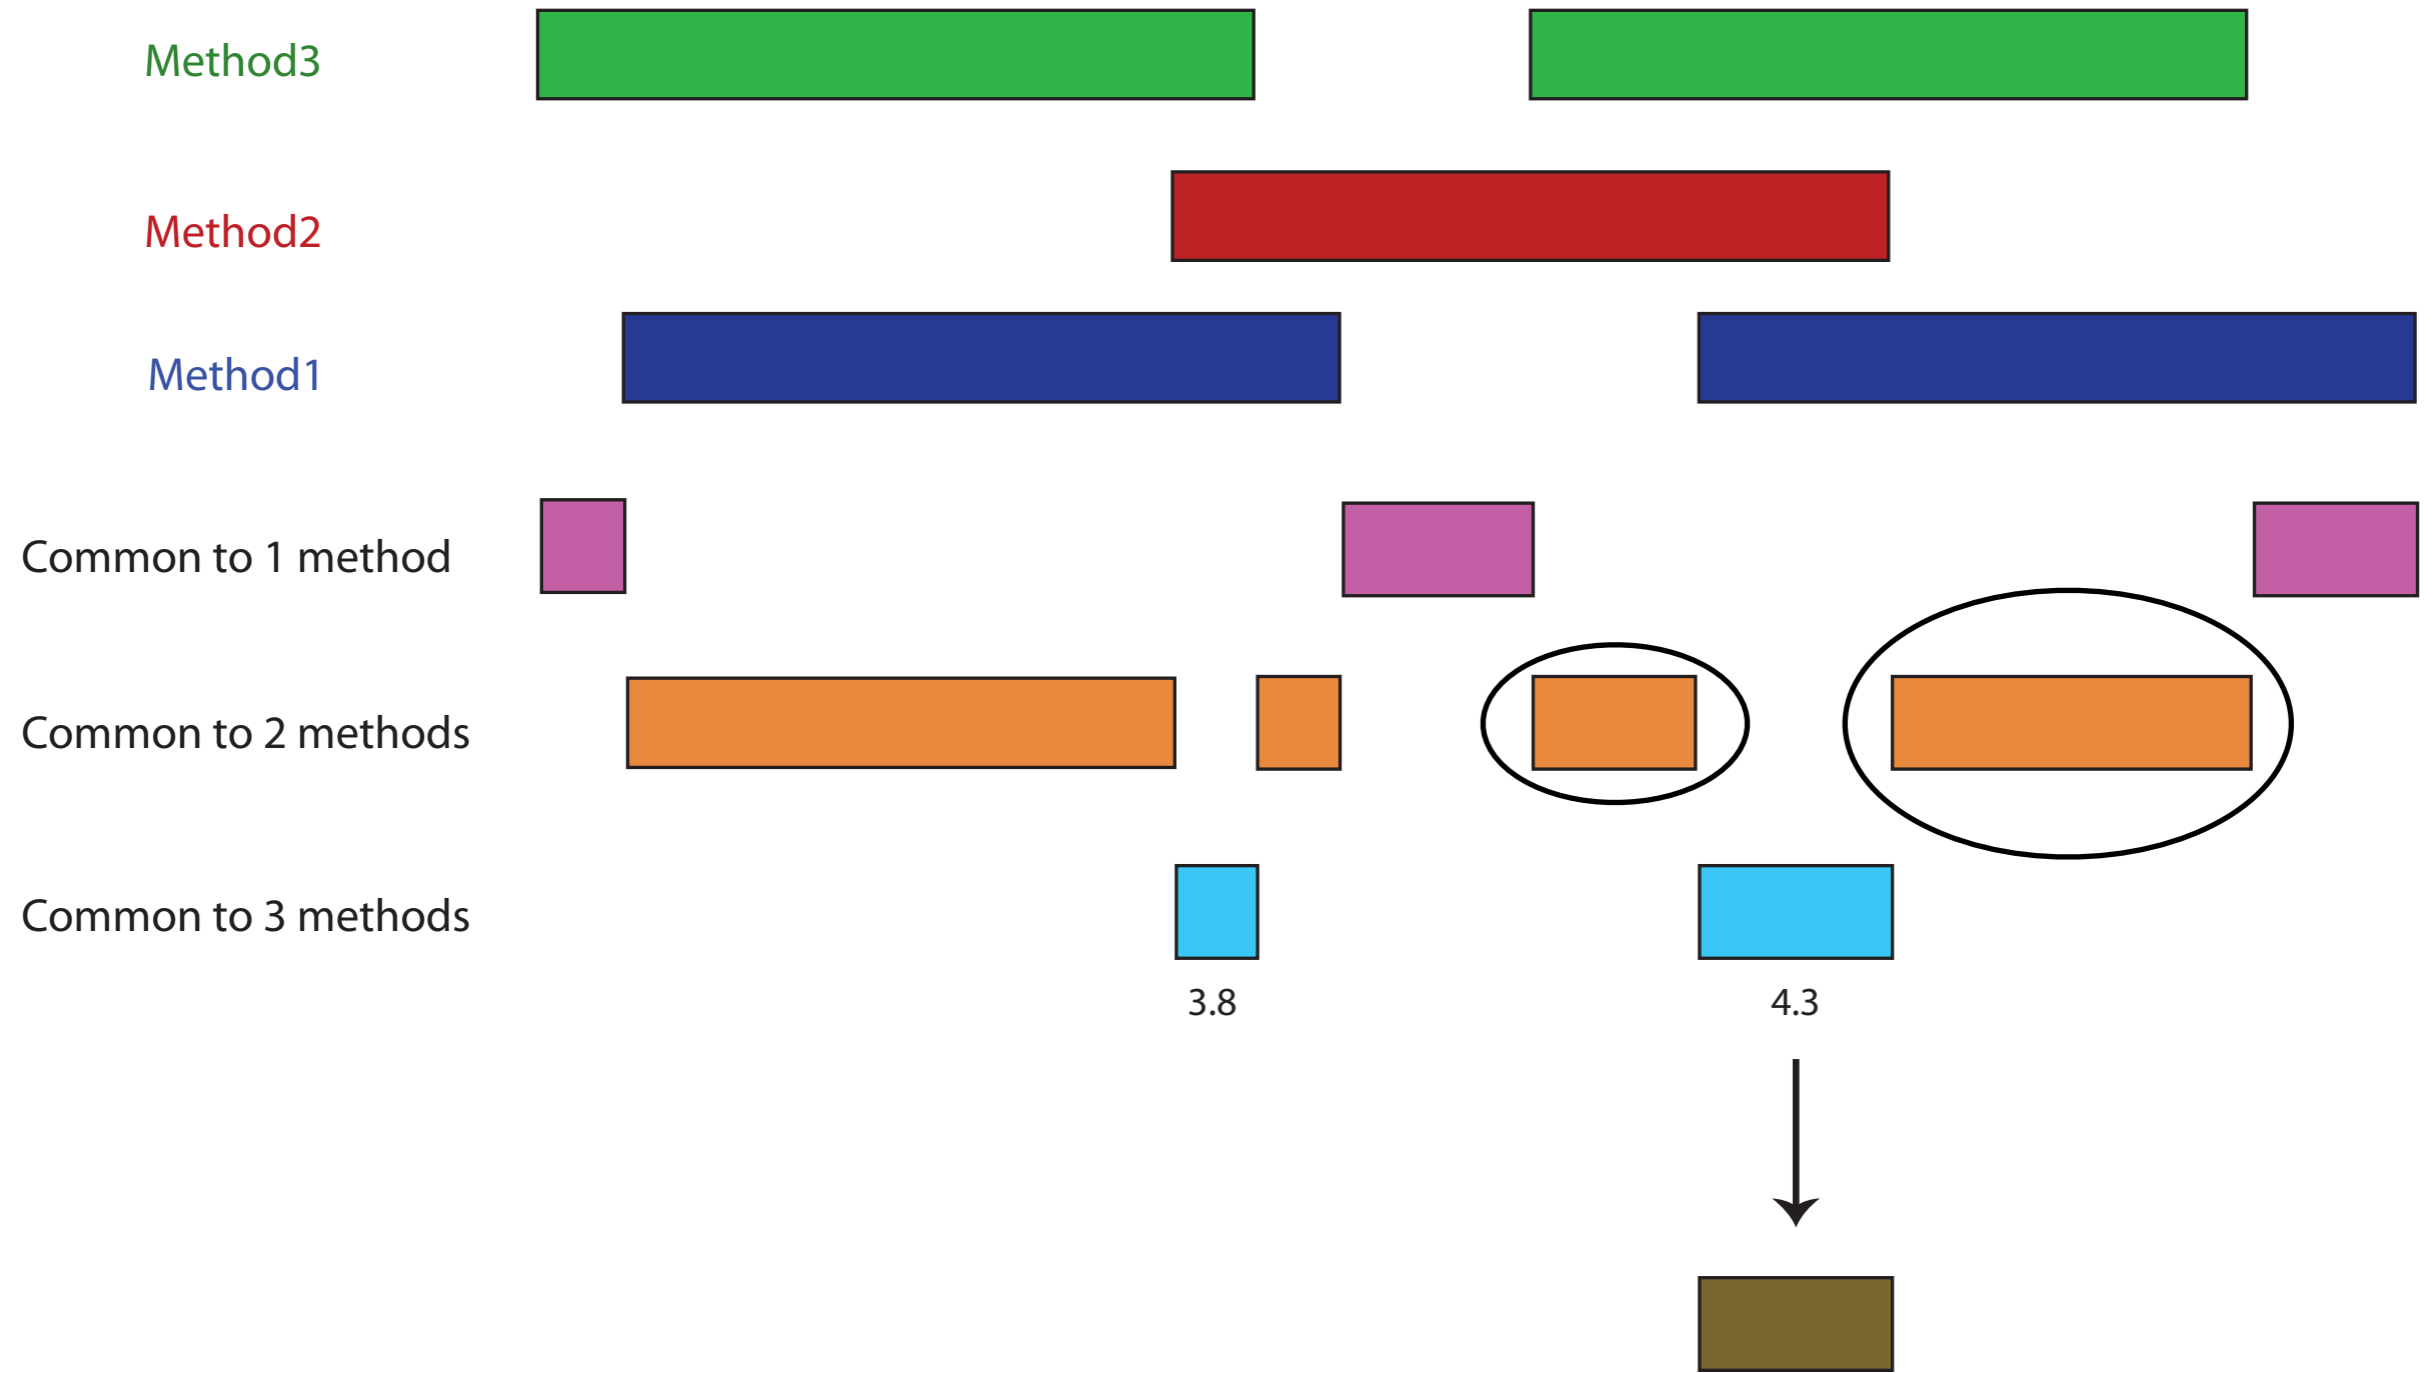 Method3
Method2
Method1
Common to 1 method
Common to 2 methods
Common to 3 methods
3.8
4.3